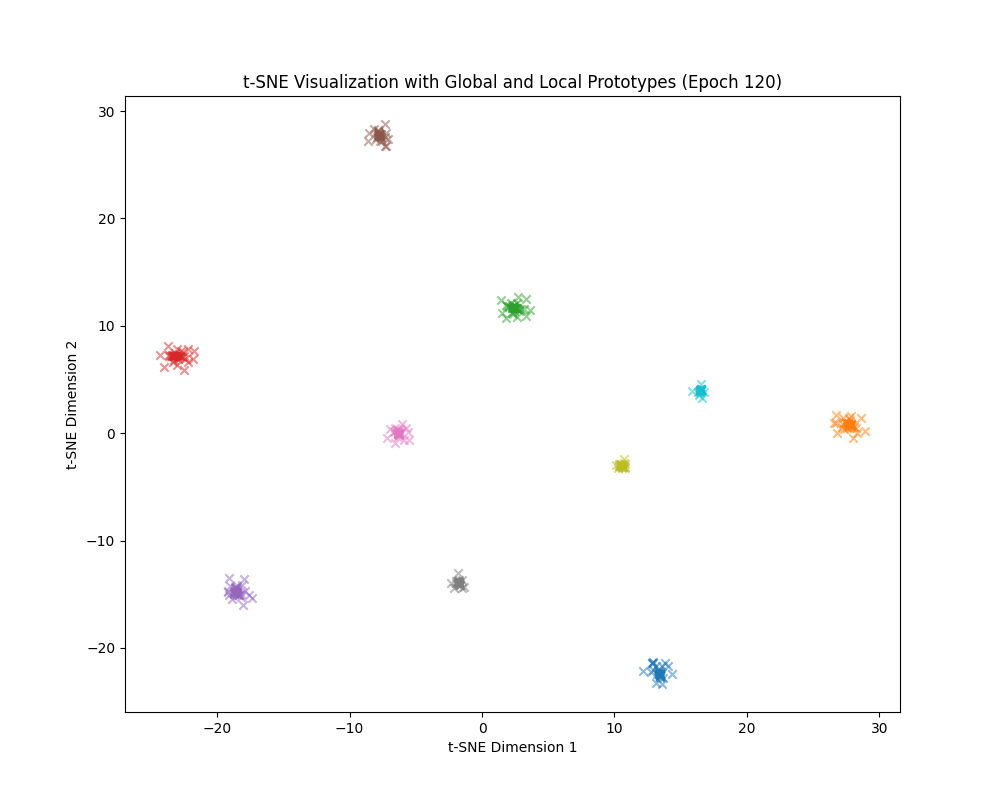 t-SNE Visualization with Global and Local Prototypes (Epoch 120)
30
20
10
0
−10
−20
t-SNE Dimension 2
−20 −10 0 10 20 30
t-SNE Dimension 1